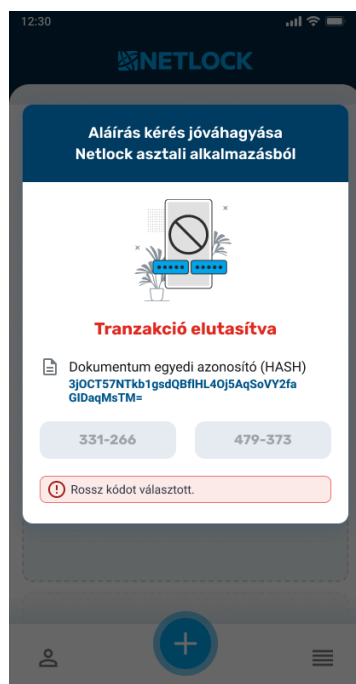 12:30
NETLOCK
Aláírás kérés jóváhagyása
Netlock asztali alkalmazásból
Tranzakció elutasítva
Dokumentum egyedi azonosító (HASH)
3jOCT57NTkb1gsdQBflHL4Oj5AqSoVY2fa
GIDaqMsTM=
331-266 479-373
Rossz kódot választott.